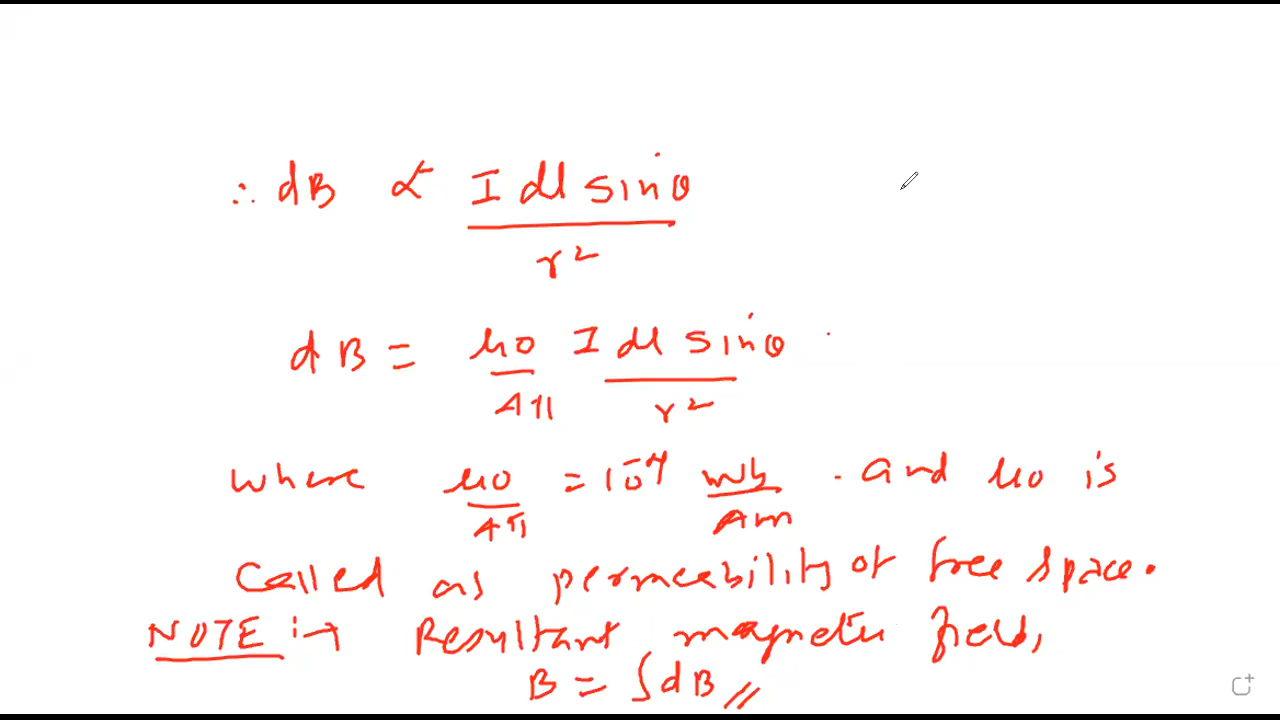 ∴ dB ∝ I dl sinθ
r²
dB = μ0 I dl sinθ
4π r²
where μ0 = 10⁻⁷ Wb . and μ0 is
4π Am
called as permeability of free space.
NOTE :→ Resultant magnetic field,
B = ∫dB //